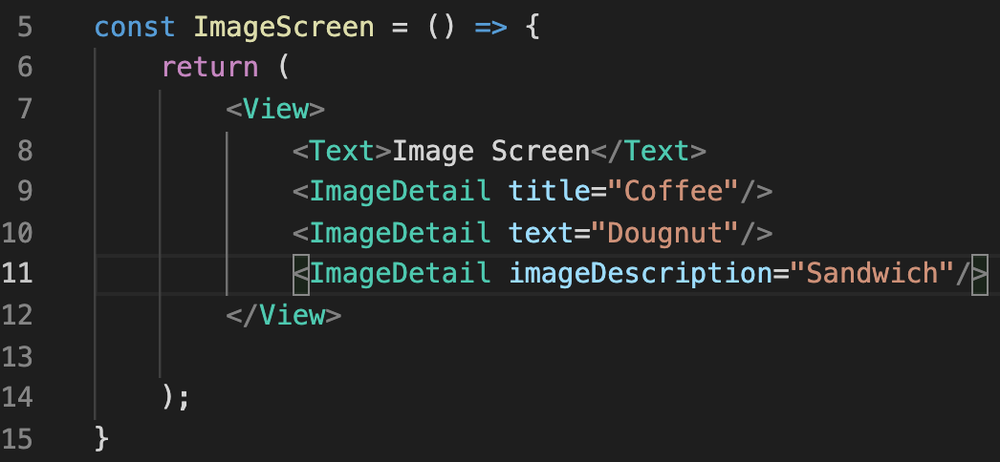 5 const ImageScreen = () => {
6 return (
7 <View>
8 <Text>Image Screen</Text>
9 <ImageDetail title="Coffee"/>
10 <ImageDetail text="Dougnut"/>
11 <ImageDetail imageDescription="Sandwich"/>
12 </View>
13
14 );
15 }